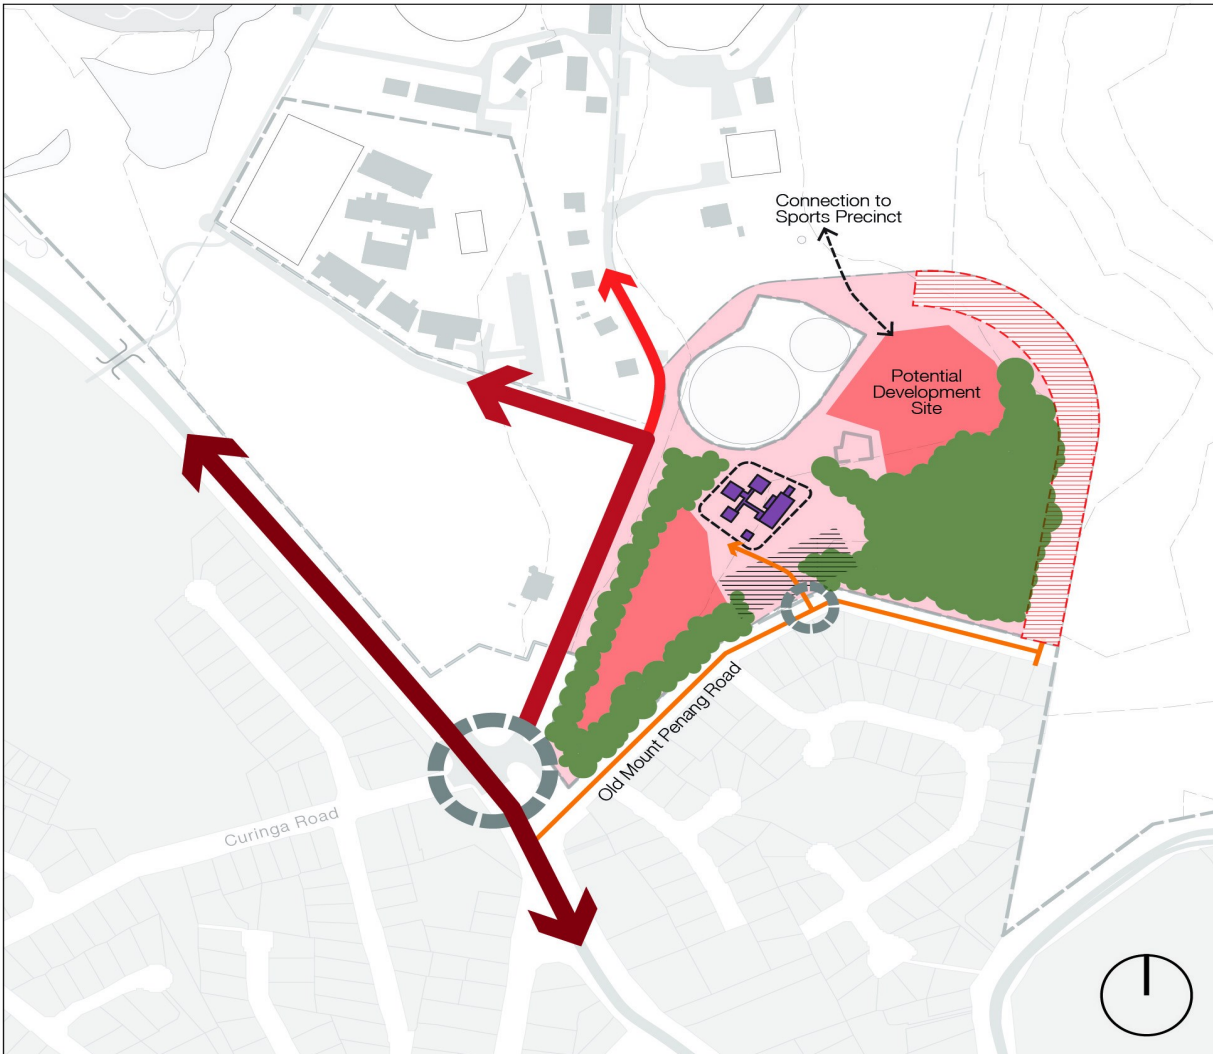 Connection to
Sports Precinct
Potential
Development
Site
Old Mount Penang Road
Curinga Road